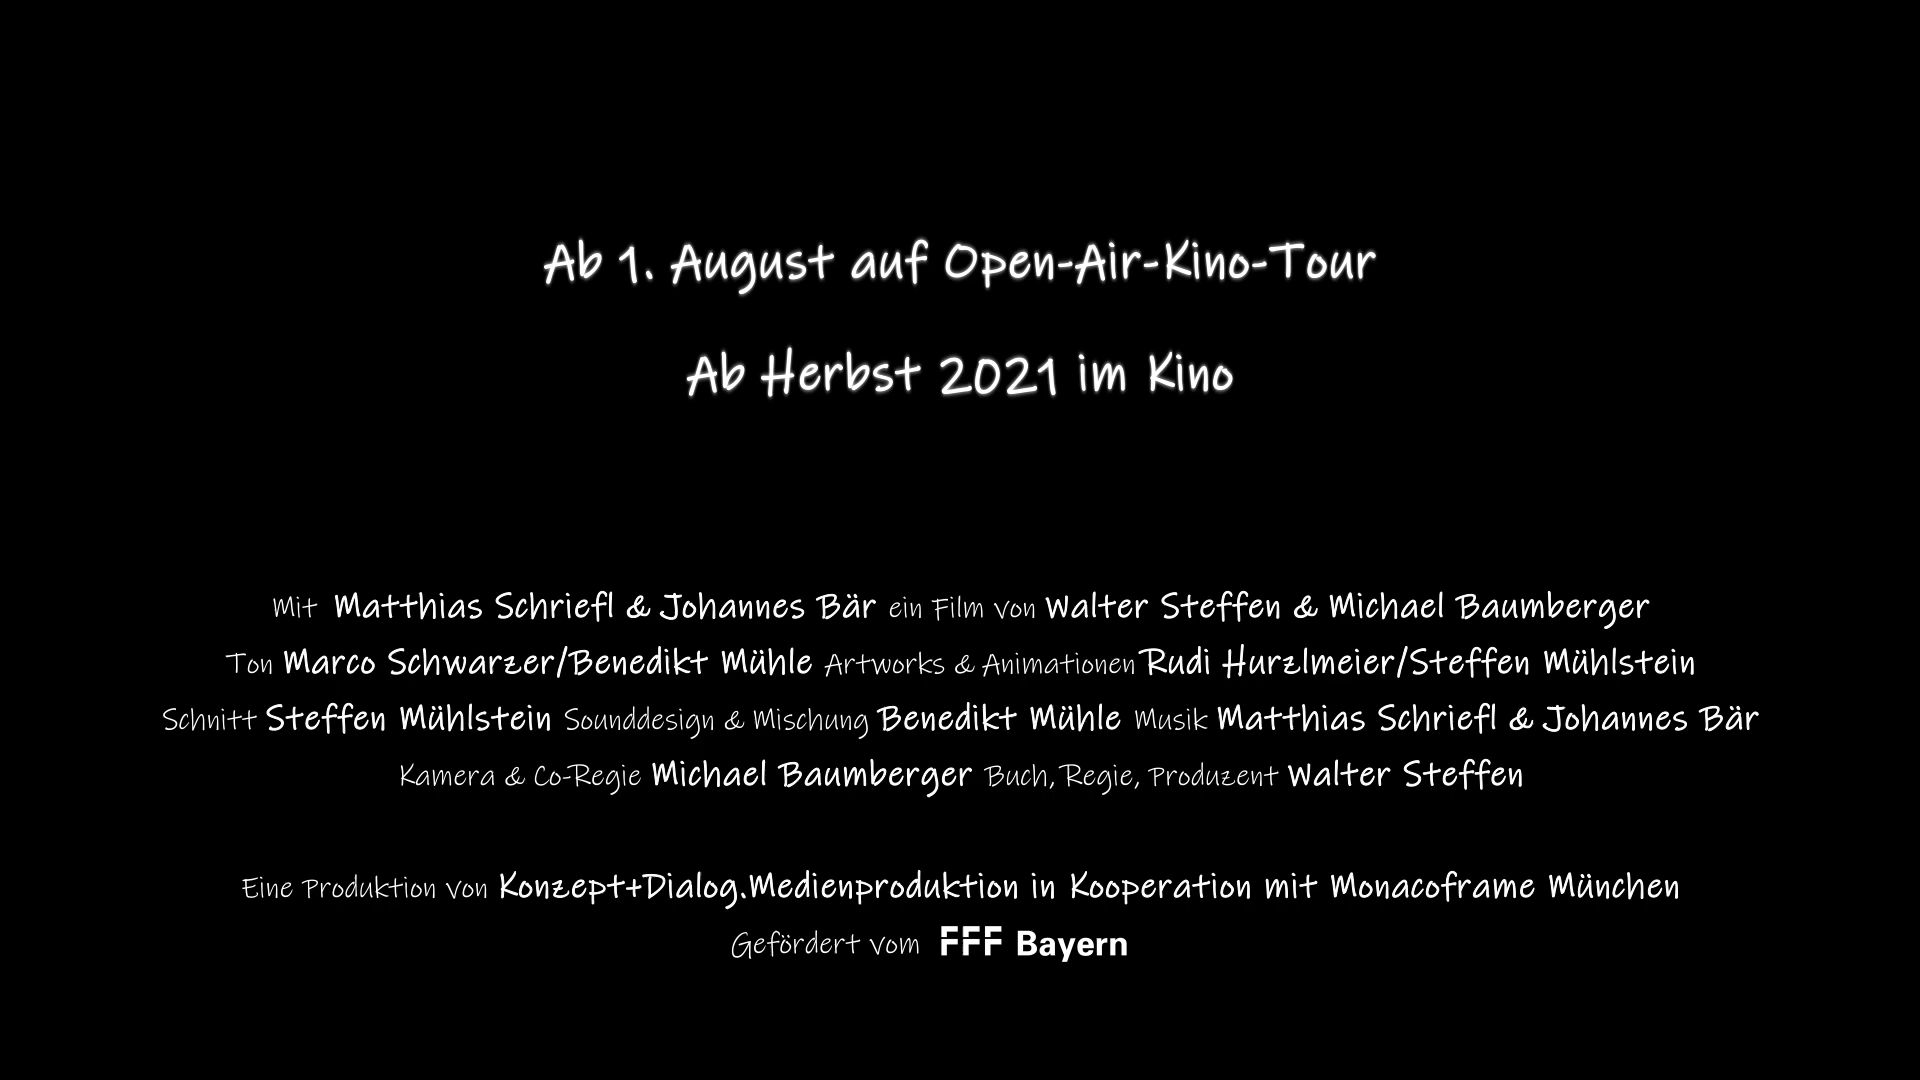 Ab 1. August auf Open-Air-Kino-Tour
Ab Herbst 2021 im Kino
Mit Matthias Schriefl & Johannes Bär ein Film von Walter Steffen & Michael Baumberger
Ton Marco Schwarzer/Benedikt Mühle Artworks & Animationen Rudi Hurzlmeier/Steffen Mühlstein
Schnitt Steffen Mühlstein Sounddesign & Mischung Benedikt Mühle Musik Matthias Schriefl & Johannes Bär
Kamera & Co-Regie Michael Baumberger Buch, Regie, Produzent Walter Steffen
Eine Produktion von Konzept+Dialog.Medienproduktion in Kooperation mit Monacoframe München
Gefördert vom FFF Bayern